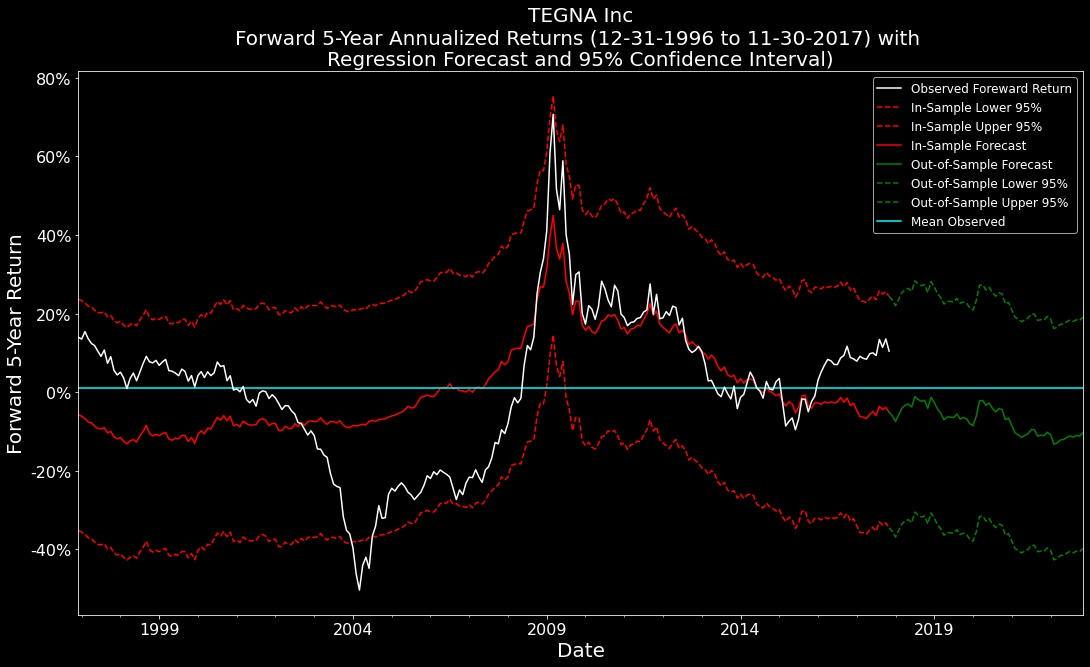 TEGNA Inc
Forward 5-Year Annualized Returns (12-31-1996 to 11-30-2017) with
Regression Forecast and 95% Confidence Interval)
80%
60%
40%
20%
0%
-20%
-40%
Forward 5-Year Return
Observed Foreward Return
In-Sample Lower 95%
In-Sample Upper 95%
In-Sample Forecast
Out-of-Sample Forecast
Out-of-Sample Lower 95%
Out-of-Sample Upper 95%
Mean Observed
1999 2004 2009 2014 2019
Date